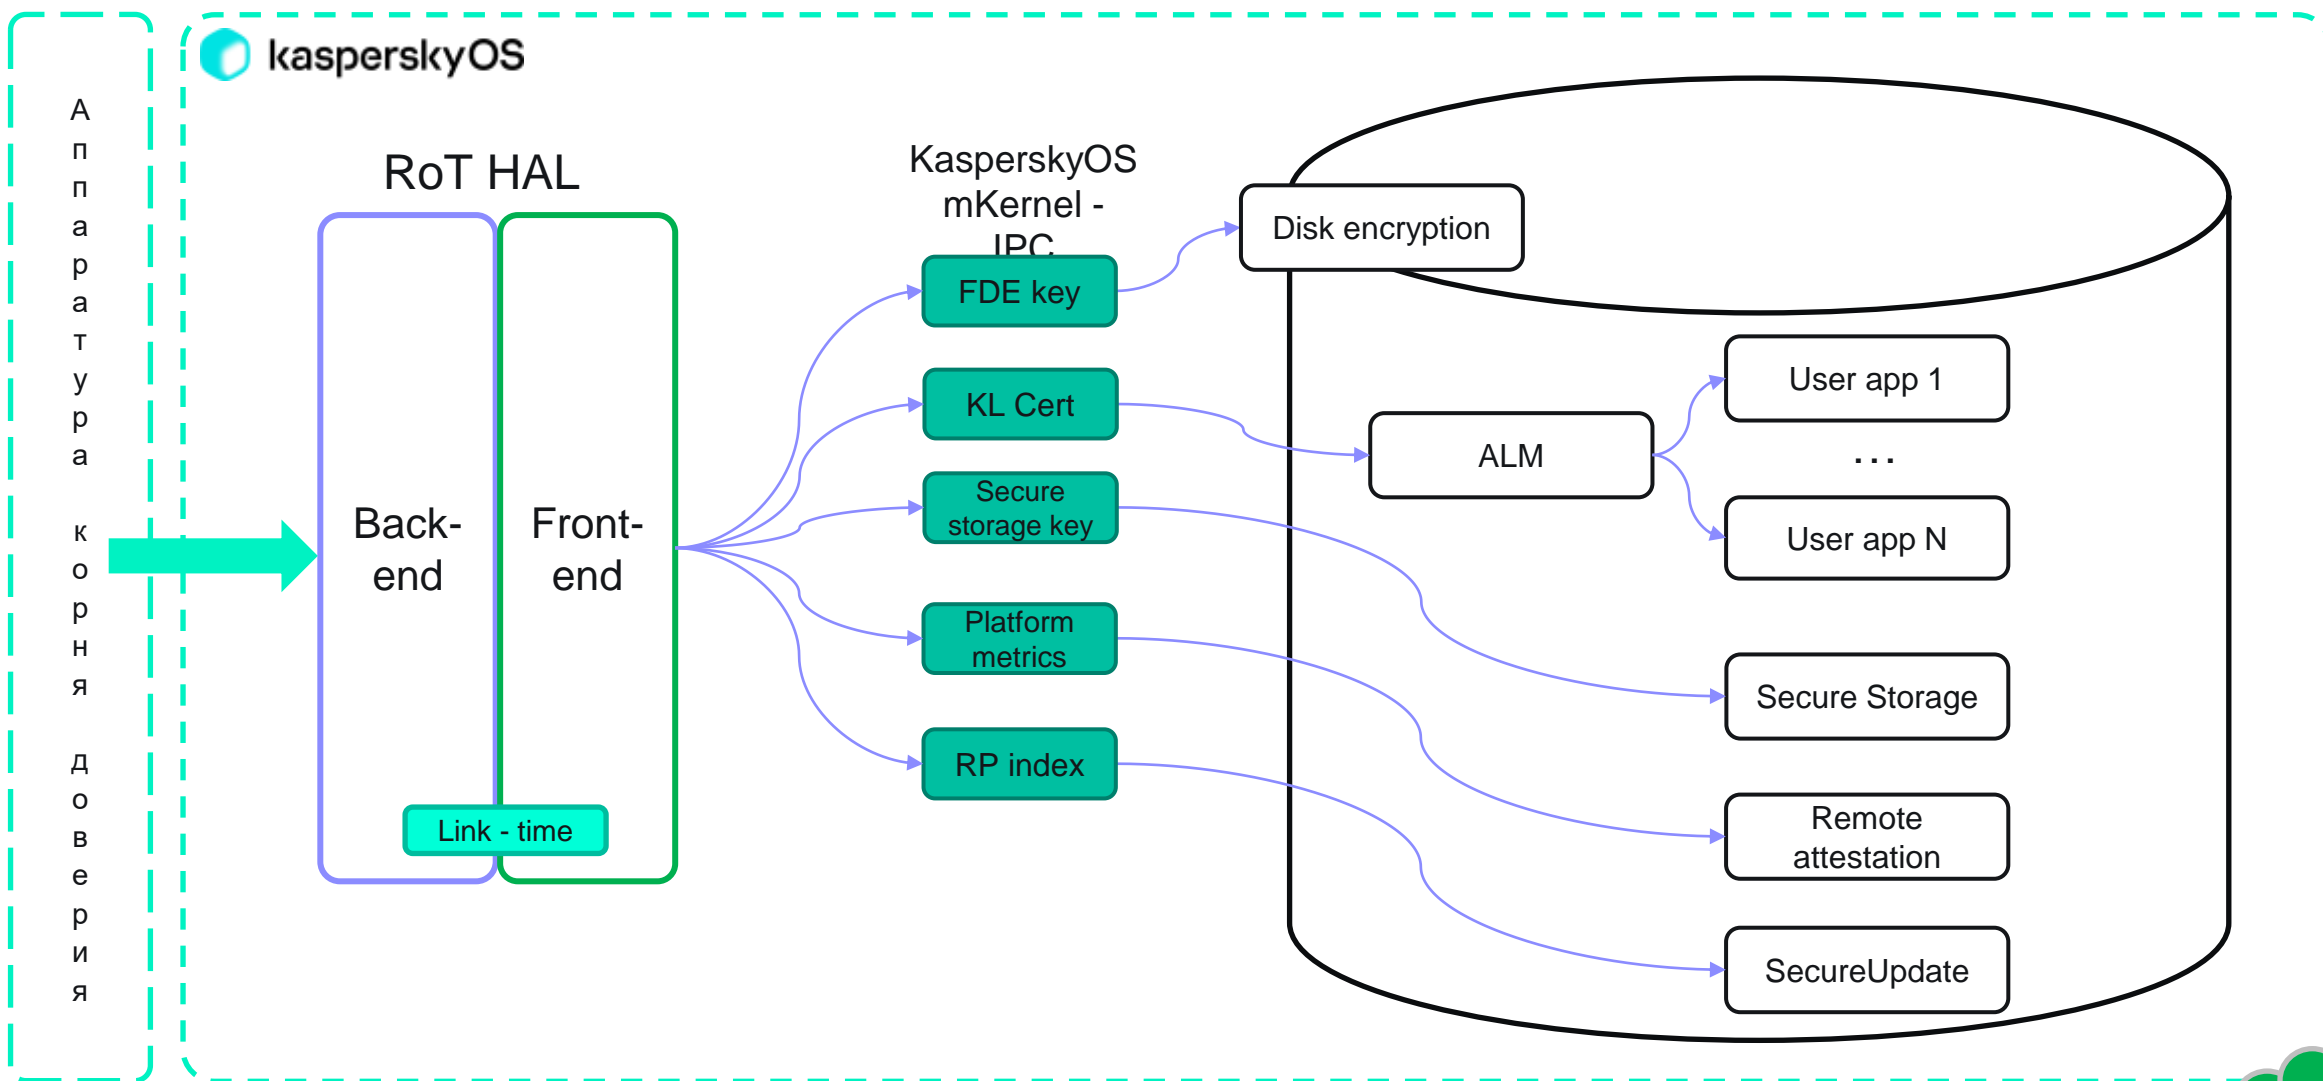 Аппаратура корня доверия
kasperskyOS
RoT HAL
Back-
end
Front-
end
Link - time
KasperskyOS
mKernel -
IPC
FDE key
KL Cert
Secure
storage key
Platform
metrics
RP index
Disk encryption
ALM
User app 1
...
User app N
Secure Storage
Remote
attestation
SecureUpdate